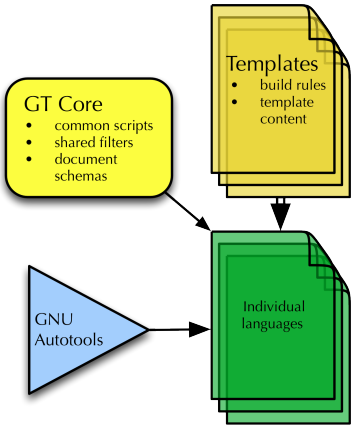 Templates
• build rules
• template
content
GT Core
• common scripts
• shared filters
• document
schemas
Individual
languages
GNU
Autotools